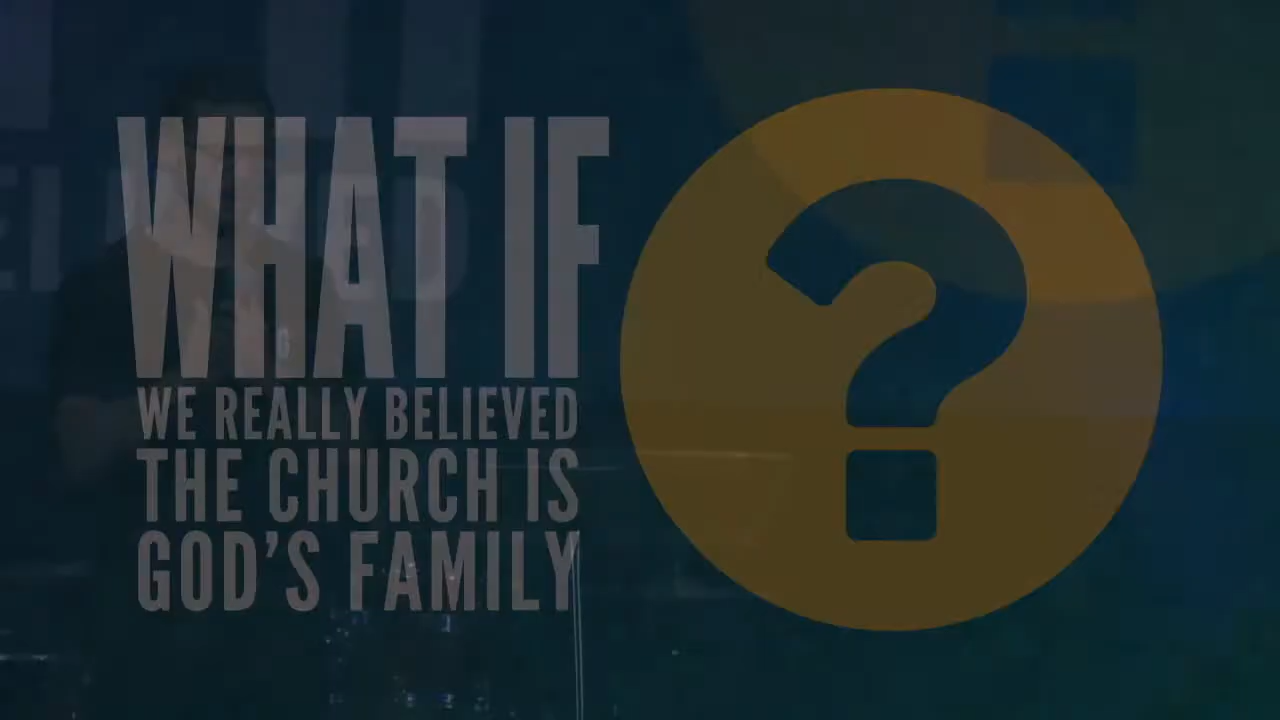 WHAT IF
WE REALLY BELIEVED
THE CHURCH IS
GOD'S FAMILY
?